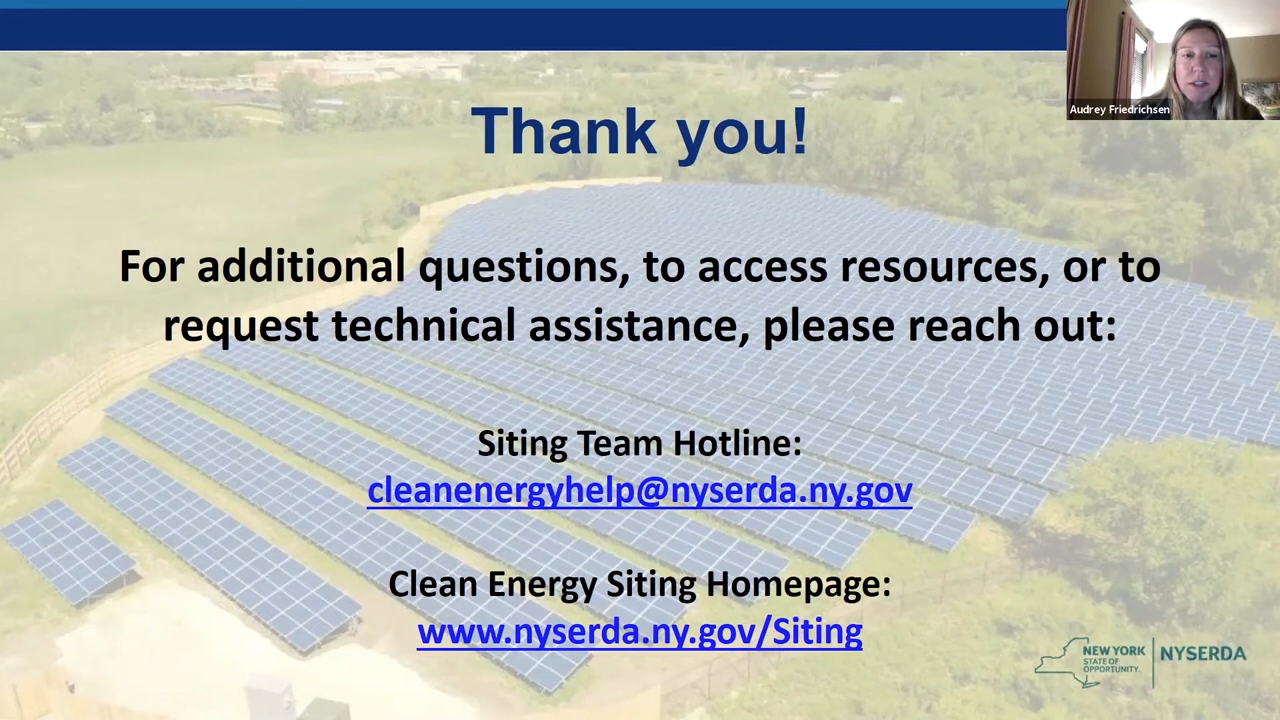 Audrey Friedrichsen
Thank you!
For additional questions, to access resources, or to
request technical assistance, please reach out:
Siting Team Hotline:
cleanenergyhelp@nyserda.ny.gov
Clean Energy Siting Homepage:
www.nyserda.ny.gov/Siting
NEW YORK
STATE OF
OPPORTUNITY.
NYSERDA